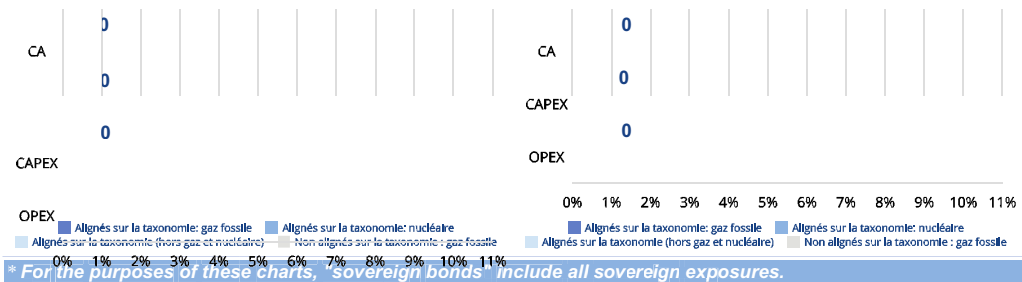 0
CA
0
0
CAPEX
OPEX
Alignés sur la taxonomie: gaz fossile Alignés sur la taxonomie: nucléaire
Alignés sur la taxonomie (hors gaz et nucléaire) Non alignés sur la taxonomie : gaz fossile
0% 1% 2% 3% 4% 5% 6% 7% 8% 9% 10% 11%
0
CA
0
CAPEX
0
OPEX
0% 1% 2% 3% 4% 5% 6% 7% 8% 9% 10% 11%
Alignés sur la taxonomie: gaz fossile Alignés sur la taxonomie: nucléaire
Alignés sur la taxonomie (hors gaz et nucléaire) Non alignés sur la taxonomie : gaz fossile
* For the purposes of these charts, "sovereign bonds" include all sovereign exposures.